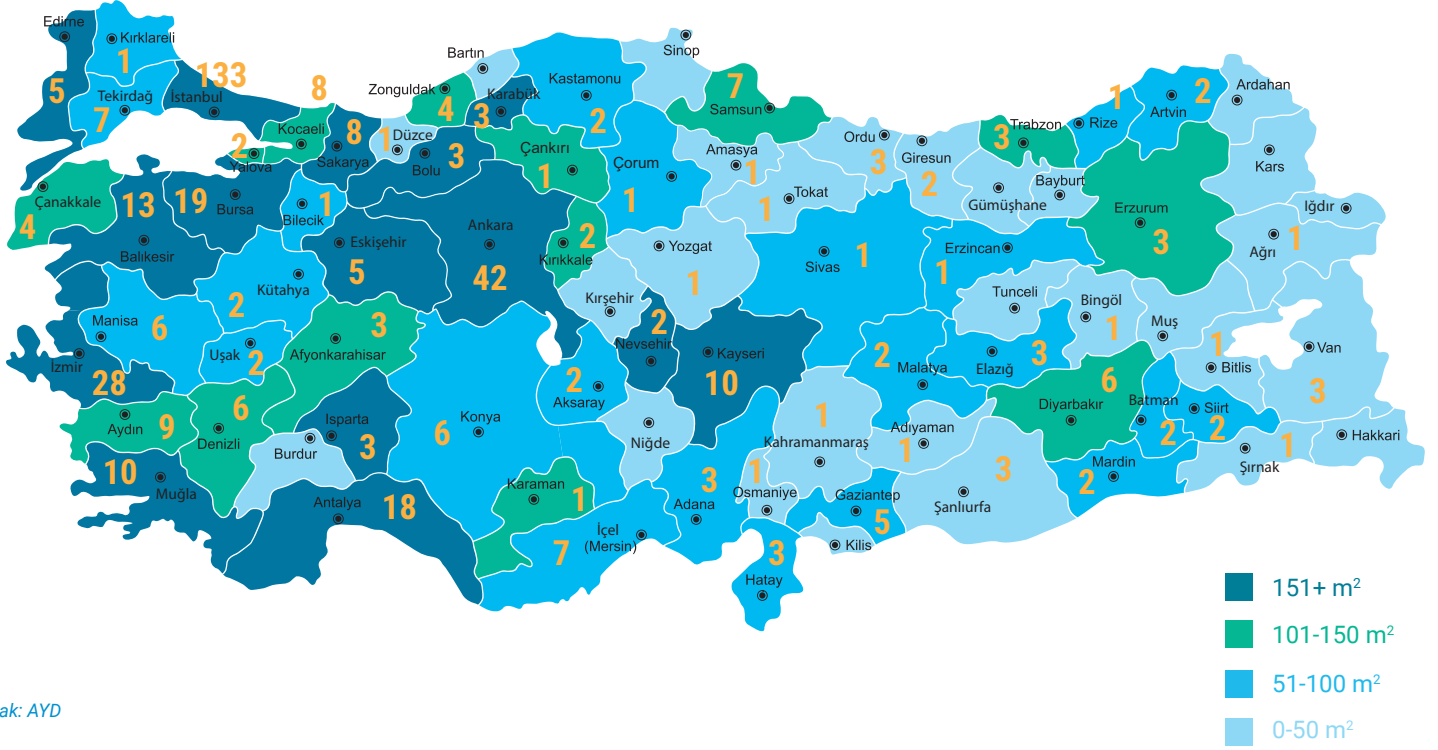 Edirne
5
Kırklareli
1
Tekirdağ
7
133
İstanbul
8
Kocaeli
2
Yalova
8
Sakarya
1
Düzce
3
Bolu
Zonguldak
4
Bartın
3
Karabük
Kastamonu
2
Sinop
7
Samsun
Çankırı
1
Çorum
1
Amasya
1
Tokat
1
Ordu
3
Giresun
2
Gümüşhane
Trabzon
3
Bayburt
1
Rize
Artvin
2
Ardahan
Kars
Iğdır
Ağrı
1
Erzurum
3
Erzincan
1
Sivas
1
Yozgat
1
Kırıkkale
2
Ankara
42
Eskişehir
5
Bilecik
1
19
Bursa
13
Balıkesir
Çanakkale
4
Kütahya
2
Manisa
6
Uşak
2
Afyonkarahisar
3
İzmir
28
Aydın
9
Denizli
6
10
Muğla
Burdur
Isparta
3
Antalya
18
Konya
6
Karaman
1
Aksaray
2
Kırşehir
Nevsehir
2
Kayseri
10
Niğde
İçel
(Mersin)
7
Adana
3
Osmaniye
1
Hatay
3
Kahramanmaraş
1
Gaziantep
5
Kilis
Adıyaman
1
Malatya
2
Elazığ
3
Tunceli
Bingöl
1
Muş
Bitlis
1
Van
3
Hakkari
Şırnak
1
Siirt
2
Batman
2
Mardin
2
Diyarbakır
6
Şanlıurfa
3
151+ m²
101-150 m²
51-100 m²
0-50 m²
ak: AYD